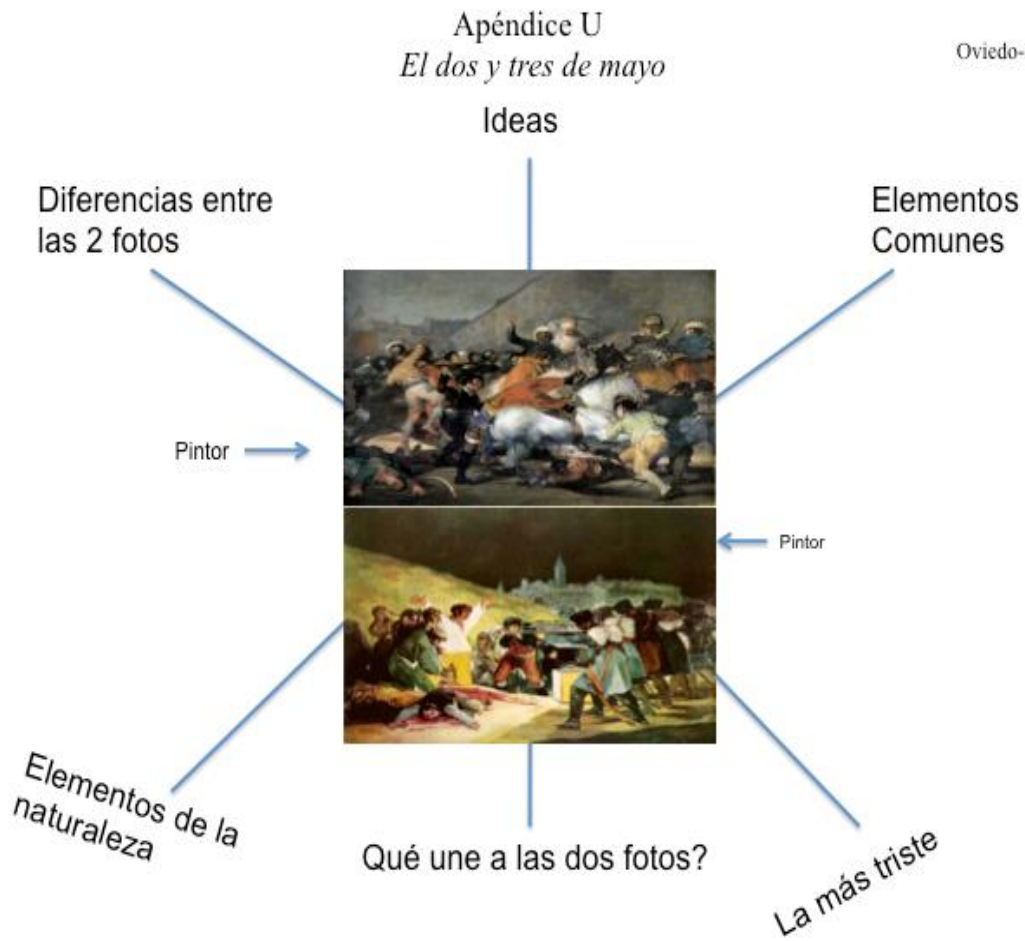 Apéndice U
El dos y tres de mayo
Oviedo-
Ideas
Diferencias entre
las 2 fotos
Elementos
Comunes
Pintor
Pintor
Elementos de la
naturaleza
Qué une a las dos fotos?
La más triste